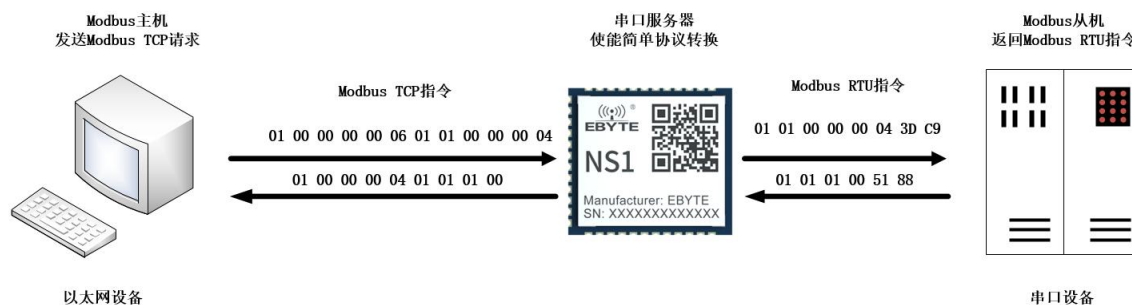 Modbus主机
发送Modbus TCP请求
串口服务器
使能简单协议转换
Modbus从机
返回Modbus RTU指令
Modbus TCP指令
Modbus RTU指令
01 00 00 00 00 06 01 01 00 00 00 04
01 01 00 00 00 04 3D C9
01 00 00 00 04 01 01 01 00
01 01 01 00 51 88
EBYTE
®
NS1
Manufacturer: EBYTE
SN: XXXXXXXXXXXXX
以太网设备
串口设备